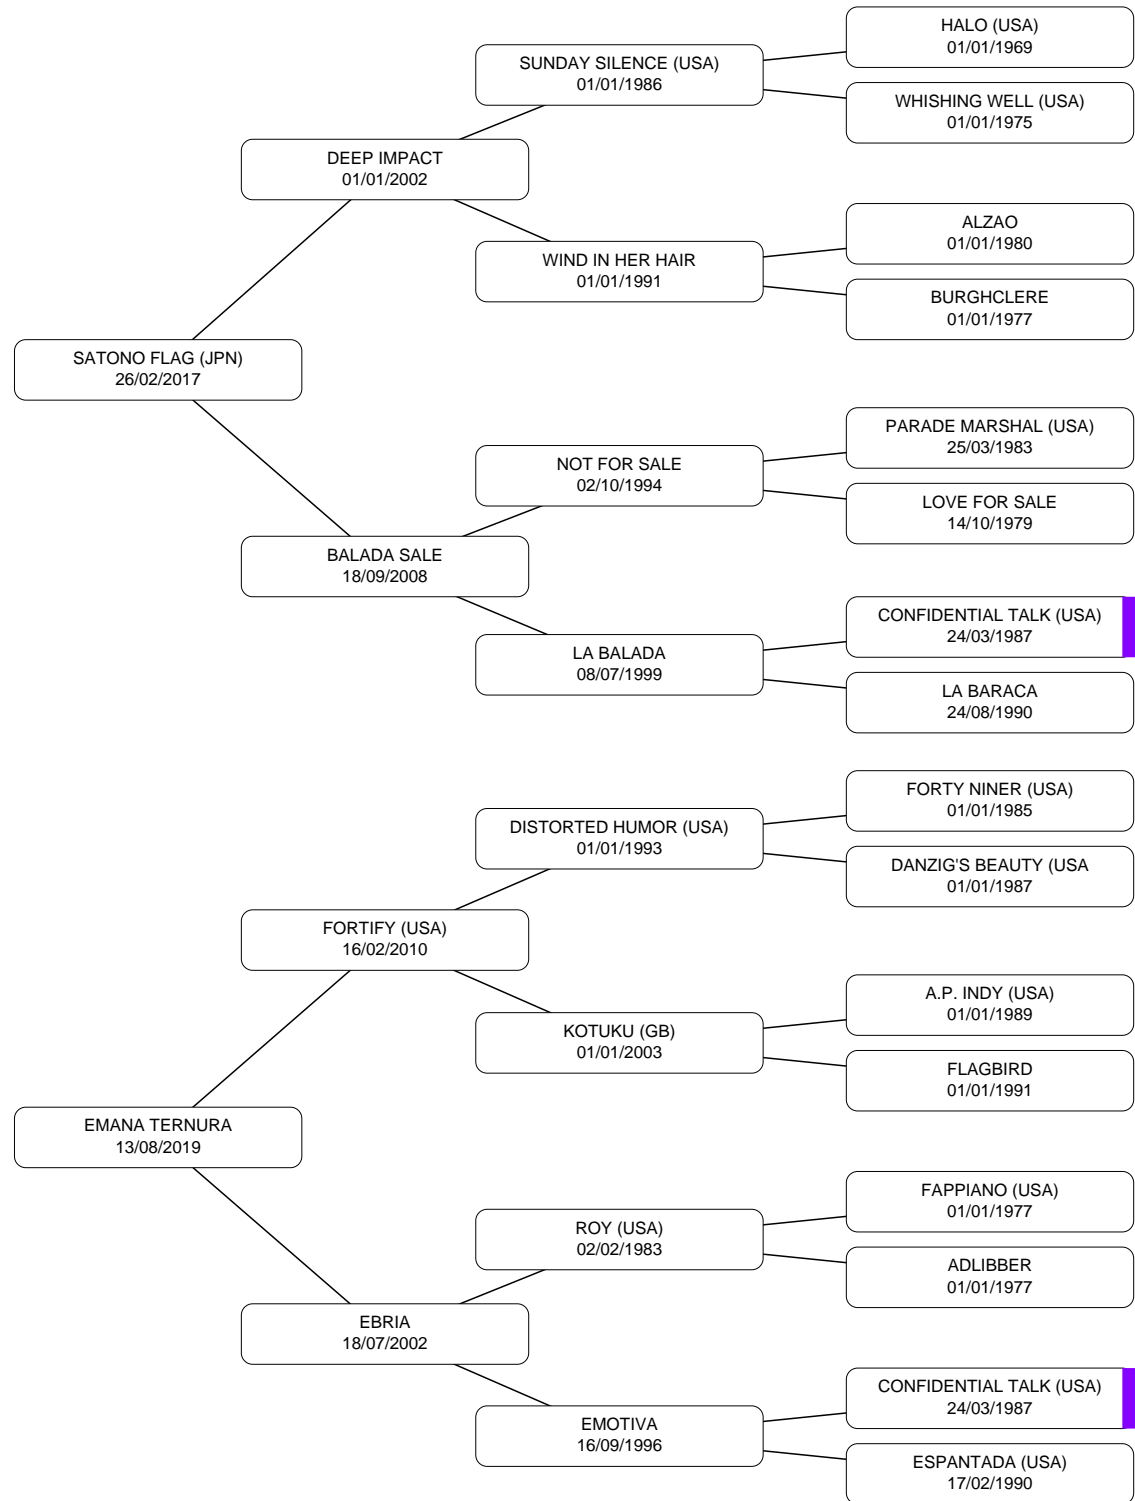 HALO (USA)
01/01/1969
SUNDAY SILENCE (USA)
01/01/1986
WHISHING WELL (USA)
01/01/1975
DEEP IMPACT
01/01/2002
ALZAO
01/01/1980
WIND IN HER HAIR
01/01/1991
BURGHCLERE
01/01/1977
SATONO FLAG (JPN)
26/02/2017
PARADE MARSHAL (USA)
25/03/1983
NOT FOR SALE
02/10/1994
LOVE FOR SALE
14/10/1979
BALADA SALE
18/09/2008
CONFIDENTIAL TALK (USA)
24/03/1987
LA BALADA
08/07/1999
LA BARACA
24/08/1990
FORTY NINER (USA)
01/01/1985
DISTORTED HUMOR (USA)
01/01/1993
DANZIG'S BEAUTY (USA
01/01/1987
FORTIFY (USA)
16/02/2010
A.P. INDY (USA)
01/01/1989
KOTUKU (GB)
01/01/2003
FLAGBIRD
01/01/1991
EMANA TERNURA
13/08/2019
FAPPIANO (USA)
01/01/1977
ROY (USA)
02/02/1983
ADLIBBER
01/01/1977
EBRIA
18/07/2002
CONFIDENTIAL TALK (USA)
24/03/1987
EMOTIVA
16/09/1996
ESPANTADA (USA)
17/02/1990